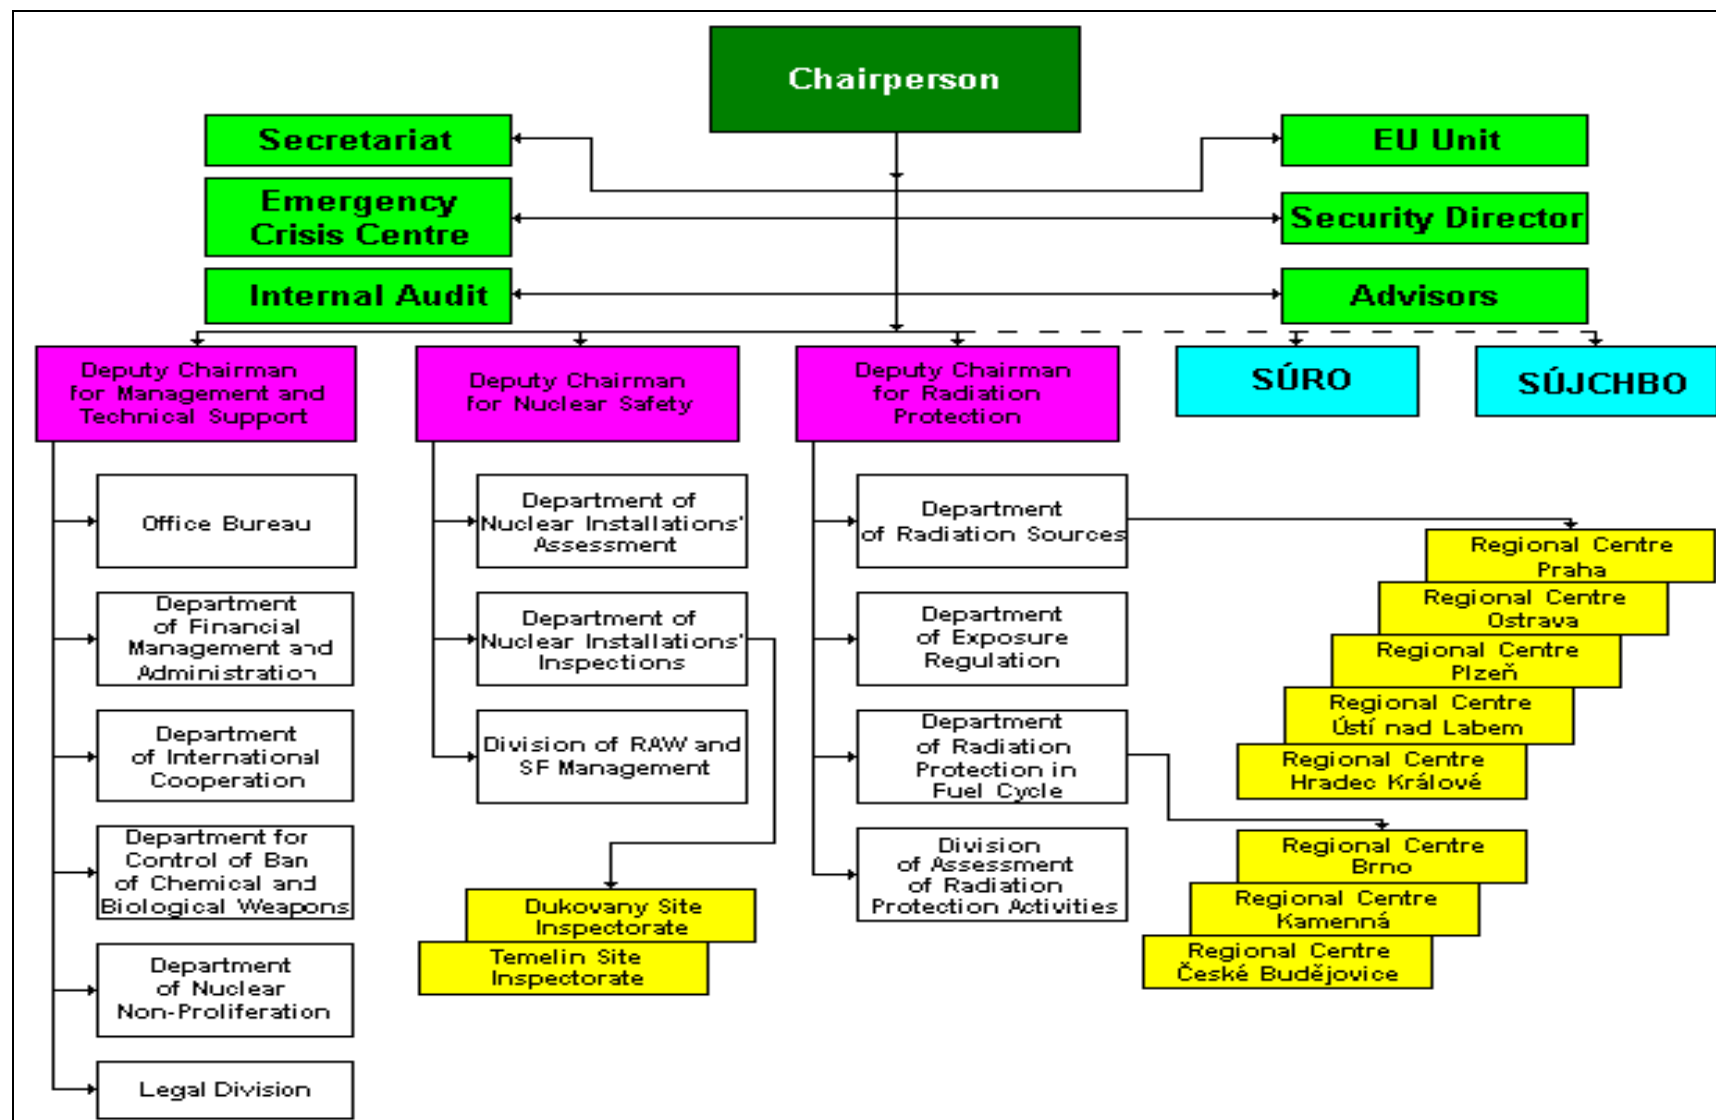 Chairperson
Secretariat
EU Unit
Emergency
Crisis Centre
Security Director
Internal Audit
Advisors
Deputy Chairman
for Management and
Technical Support
Deputy Chairman
for Nuclear Safety
Deputy Chairman
for Radiation
Protection
SÚRO
SÚJCHBO
Office Bureau
Department
of Financial
Management and
Administration
Department
of International
Cooperation
Department for
Control of Ban
of Chemical and
Biological Weapons
Department
of Nuclear
Non-Proliferation
Legal Division
Department of
Nuclear Installations'
Assessment
Department of
Nuclear Installations'
Inspections
Division of RAW and
SF Management
Dukovany Site
Inspectorate
Temelin Site
Inspectorate
Department
of Radiation Sources
Department
of Exposure
Regulation
Department
of Radiation
Protection in
Fuel Cycle
Division
of Assessment
of Radiation
Protection Activities
Regional Centre
Praha
Regional Centre
Ostrava
Regional Centre
Plzeň
Regional Centre
Ústí nad Labem
Regional Centre
Hradec Králové
Regional Centre
Brno
Regional Centre
Kamenná
Regional Centre
České Budějovice